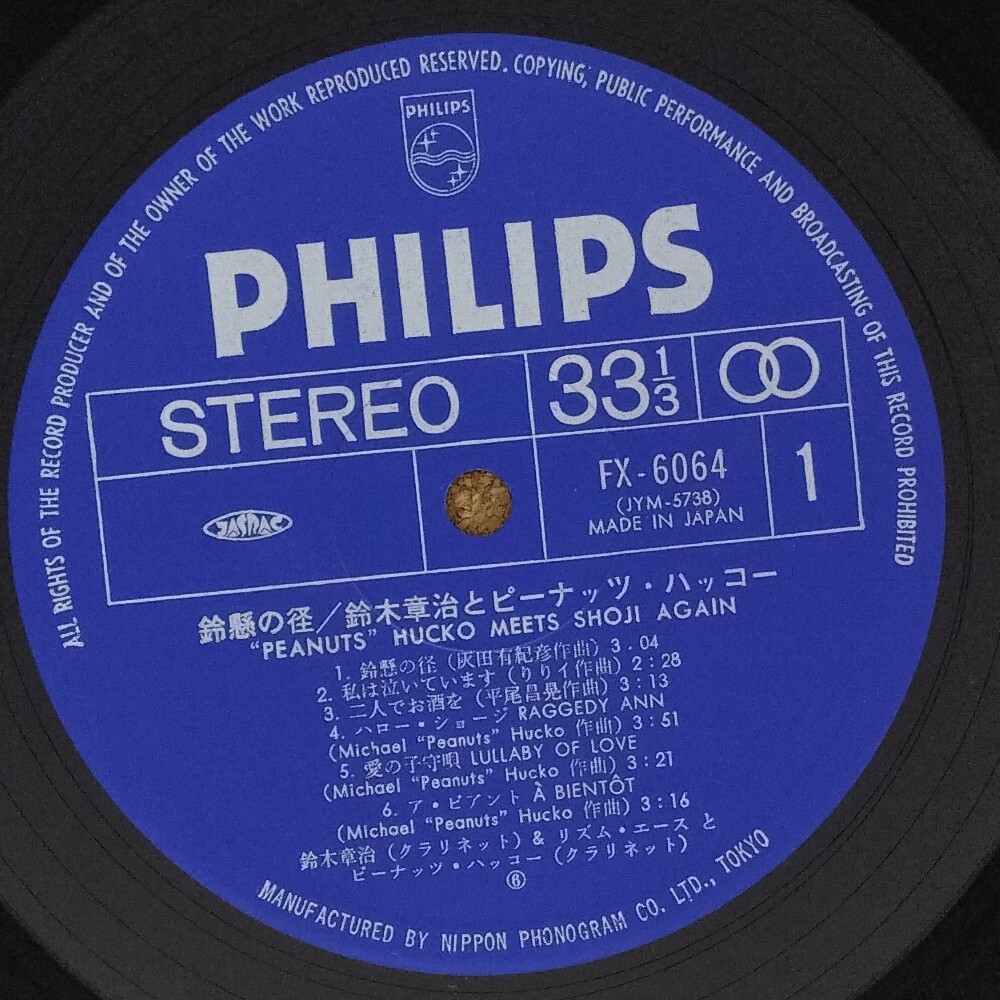 ALL RIGHTS OF THE RECORD PRODUCER AND OF THE OWNER OF THE WORK REPRODUCED RESERVED. COPYING, PUBLIC PERFORMANCE AND BROADCASTING OF THIS RECORD PROHIBITED
PHILIPS
PHILIPS
STEREO
33 1/3
JASRAC
FX-6064
(JYM-5738)
MADE IN JAPAN
1
鈴懸の径/鈴木章治とピーナッツ・ハッコー
"PEANUTS" HUCKO MEETS SHOJI AGAIN
1. 鈴懸の径 (灰田有紀彦作曲) 3.04
2. 私は泣いています (りりィ作曲) 2:28
3. 二人でお酒を (平尾昌晃作曲) 3:13
4. ハロー・ショージ RAGGEDY ANN
(Michael "Peanuts" Hucko 作曲) 3:51
5. 愛の子守唄 LULLABY OF LOVE
(Michael "Peanuts" Hucko 作曲) 3:21
6. ア・ビアント À BIENTÔT
(Michael "Peanuts" Hucko 作曲) 3:16
鈴木章治 (クラリネット) & リズム・エース と
ピーナッツ・ハッコー (クラリネット)
⑥
MANUFACTURED BY NIPPON PHONOGRAM CO. LTD., TOKYO